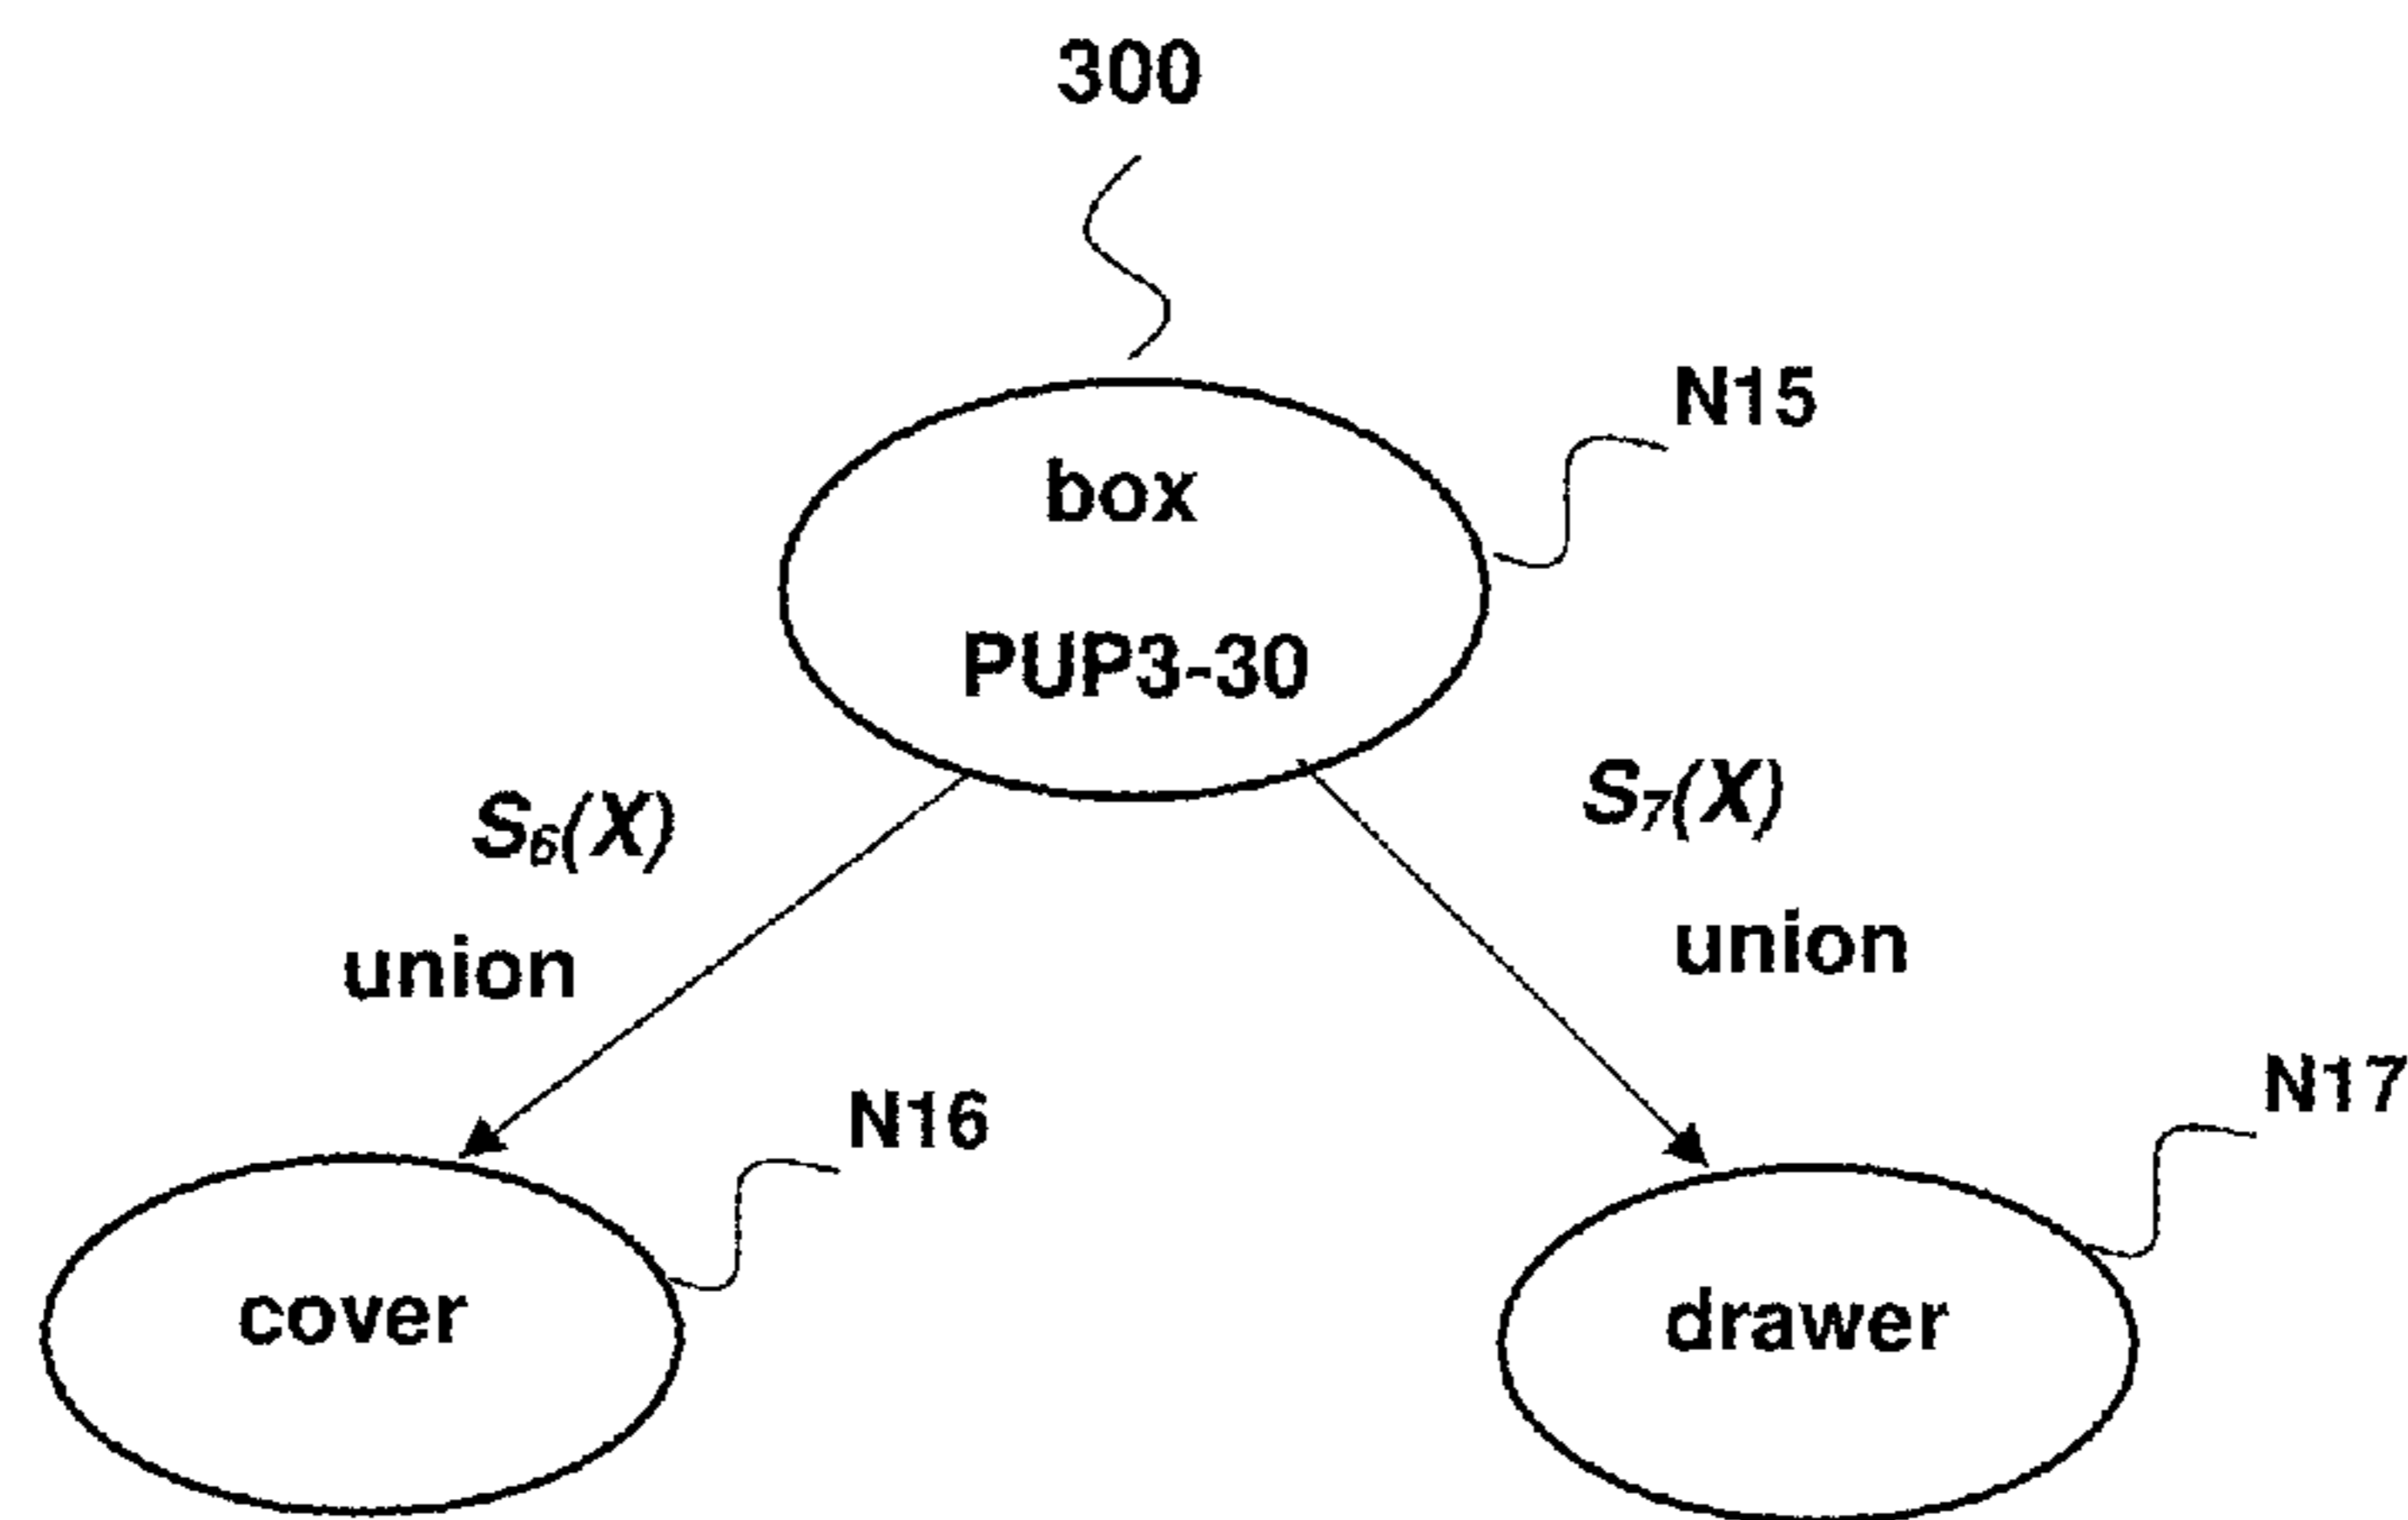 300
N15
box
PUP3-30
S₆(X)
S₇(X)
union
union
N16
N17
cover
drawer